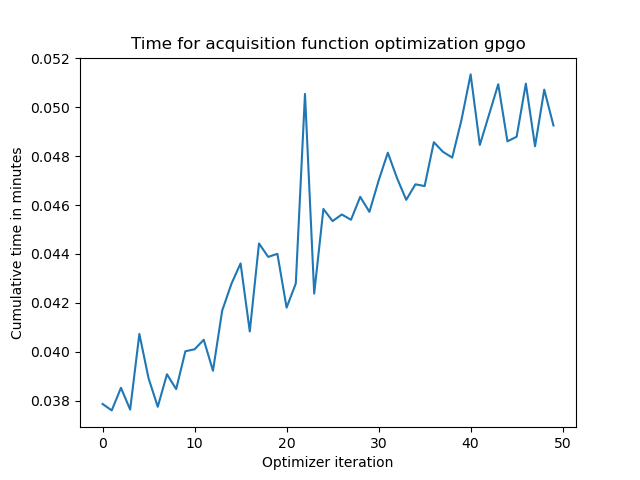 Time for acquisition function optimization gpgo
0.052
0.050
0.048
0.046
0.044
0.042
0.040
0.038
Cumulative time in minutes
0 10 20 30 40 50
Optimizer iteration